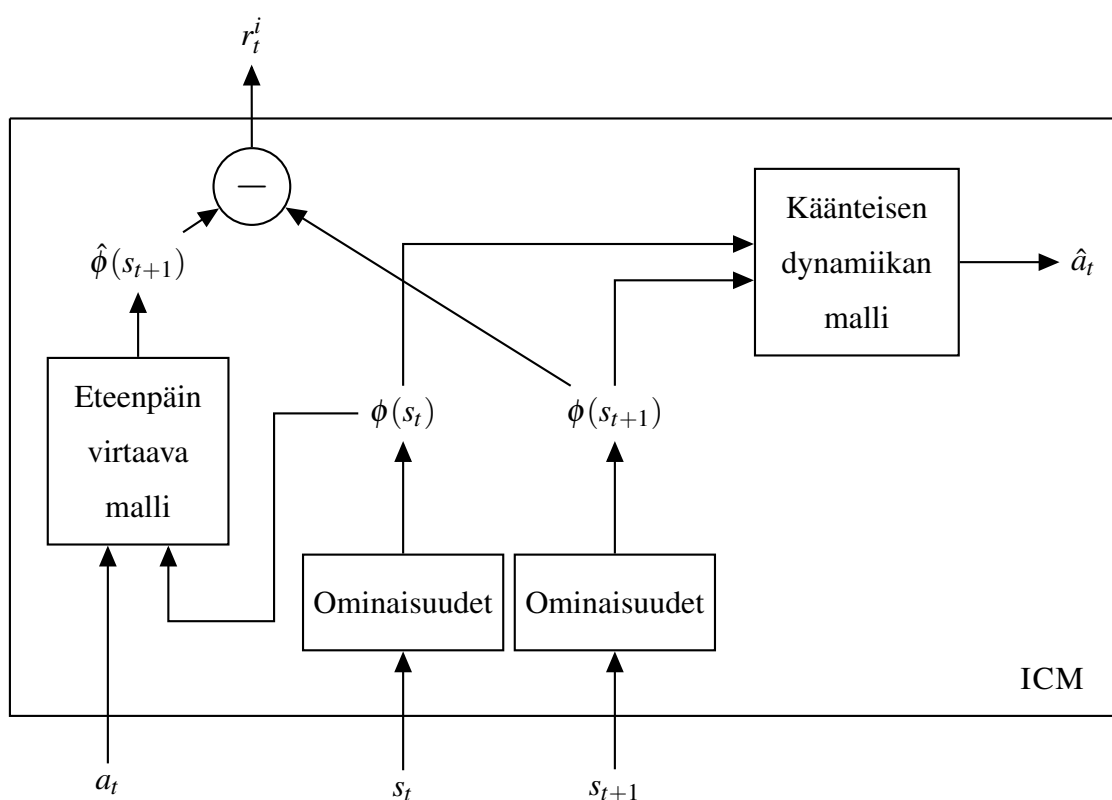 r_t^i
−
Käänteisen
dynamiikan
malli
â_t
ϕ̂(s_{t+1})
Eteenpäin
virtaava
malli
ϕ(s_t)
ϕ(s_{t+1})
Ominaisuudet
Ominaisuudet
ICM
a_t
s_t
s_{t+1}